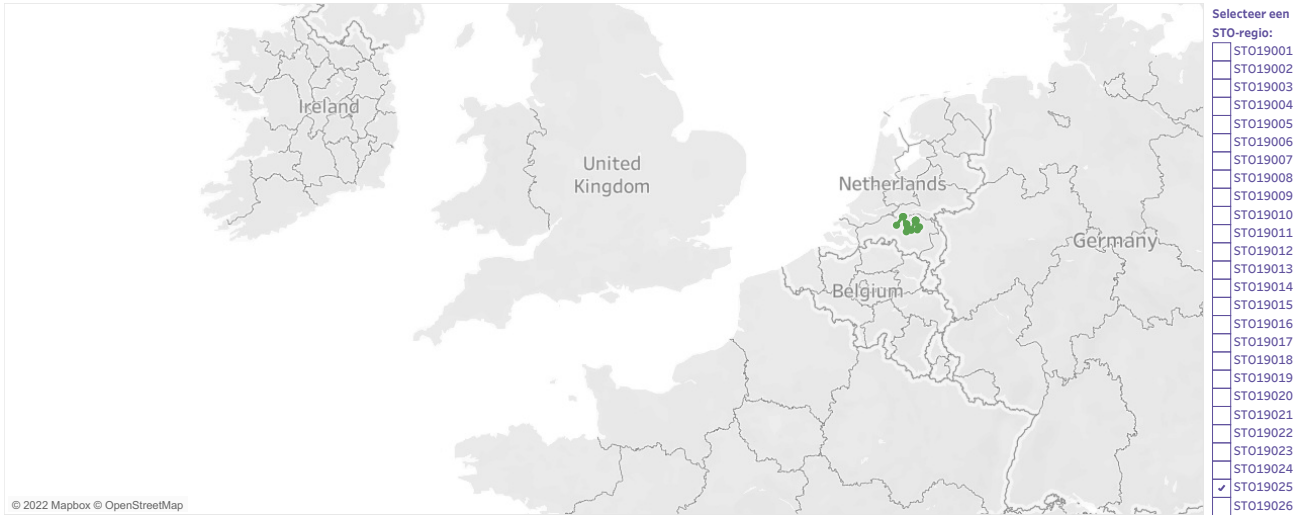 Selecteer een
STO-regio:
STO19001
STO19002
STO19003
STO19004
STO19005
STO19006
STO19007
STO19008
STO19009
STO19010
STO19011
STO19012
STO19013
STO19014
STO19015
STO19016
STO19017
STO19018
STO19019
STO19020
STO19021
STO19022
STO19023
STO19024
STO19025
STO19026
Ireland
United
Kingdom
Netherlands
Germany
Belgium
© 2022 Mapbox © OpenStreetMap